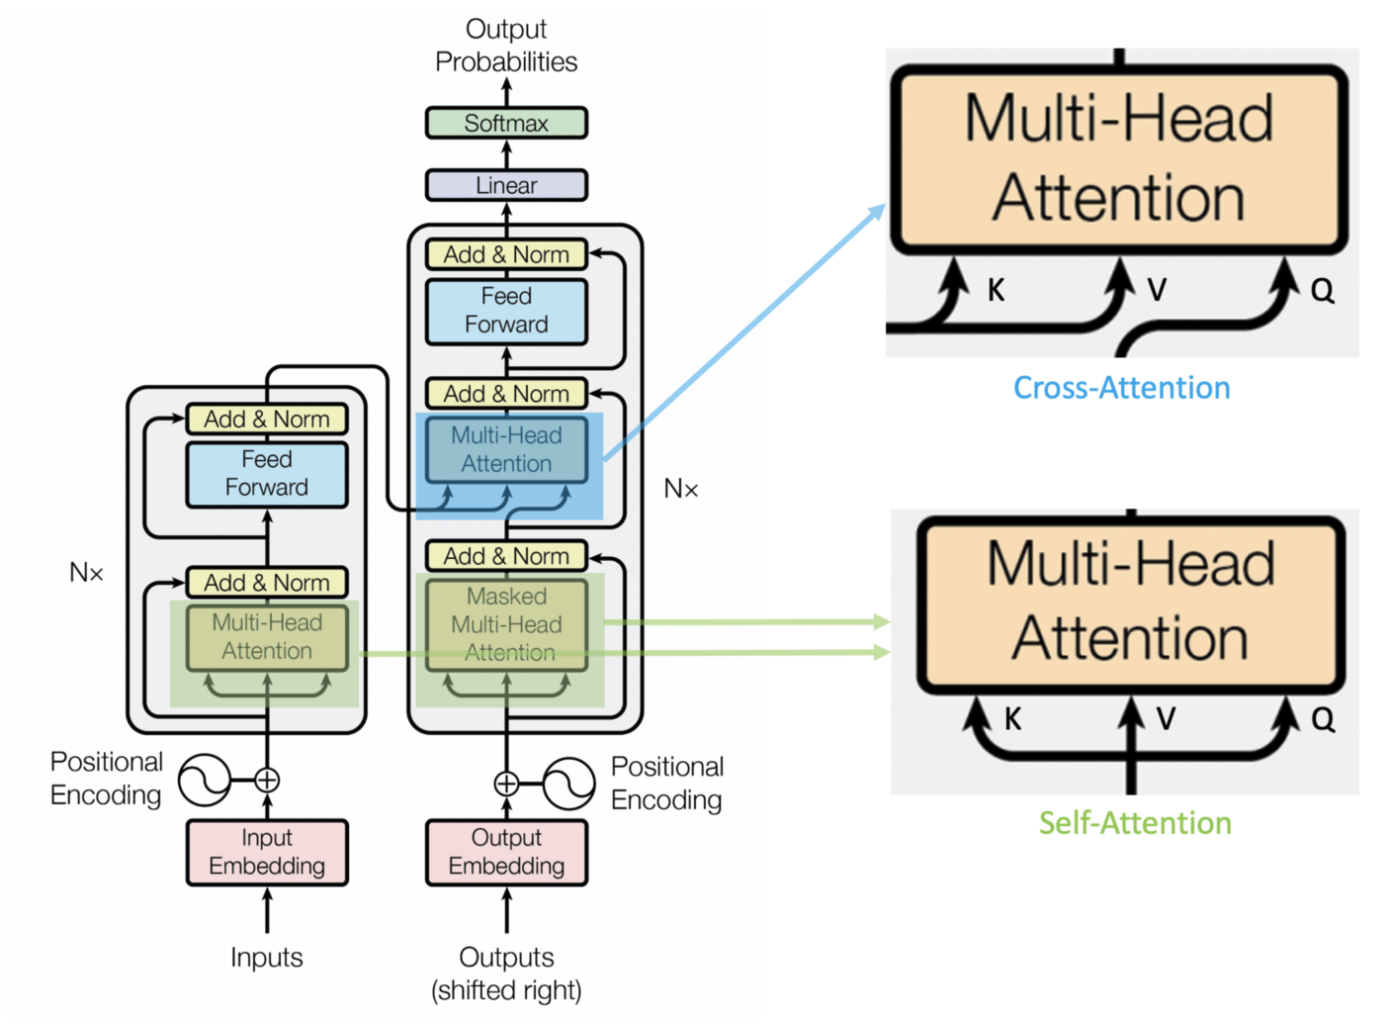 Output
Probabilities
Softmax
Linear
Add & Norm
Feed
Forward
Add & Norm
Multi-Head
Attention
Add & Norm
Masked
Multi-Head
Attention
Nx
Positional
Encoding
Output
Embedding
Outputs
(shifted right)
Add & Norm
Feed
Forward
Add & Norm
Multi-Head
Attention
Nx
Positional
Encoding
Input
Embedding
Inputs
Multi-Head
Attention
K V Q
Cross-Attention
Multi-Head
Attention
K V Q
Self-Attention